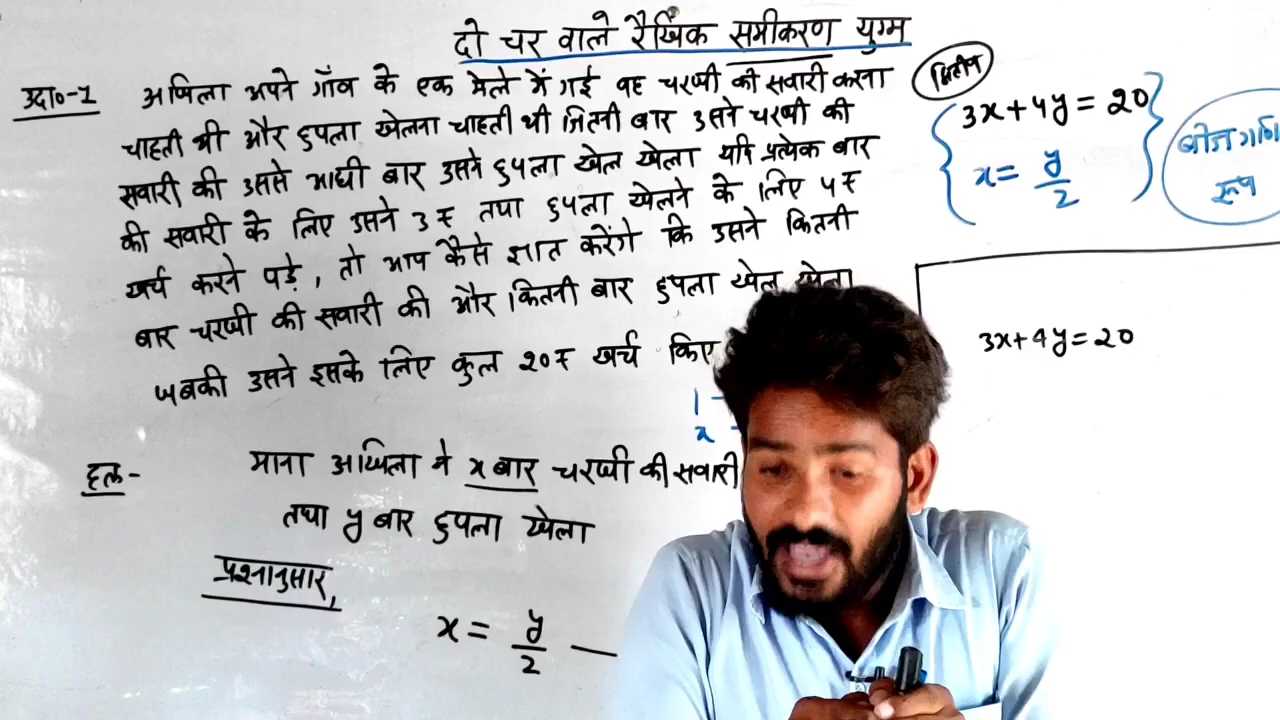 दो चर वाले रैखिक समीकरण युग्म
उदा०-1 अखिला अपने गाँव के एक मेले में गई वह चरखी की सवारी करना
चाहती थी और हुपला खेलना चाहती थी जितनी बार उसने चरखी की
सवारी की उससे आधी बार उसने हुपला खेल खेला यदि प्रत्येक बार
की सवारी के लिए उसने 3₹ तथा हुपला खेलने के लिए 4₹
खर्च करने पड़े, तो आप कैसे ज्ञात करेंगे कि उसने कितनी
बार चरखी की सवारी की और कितनी बार हुपला खेल खेला
जबकी उसने इसके लिए कुल 20₹ खर्च किए
हल- माना अखिला ने x बार चरखी की सवारी
तथा y बार हुपला खेला
प्रश्नानुसार,
x = y/2 —
3x+4y=20
x= y/2
रूप
3x+4y=20
1
x